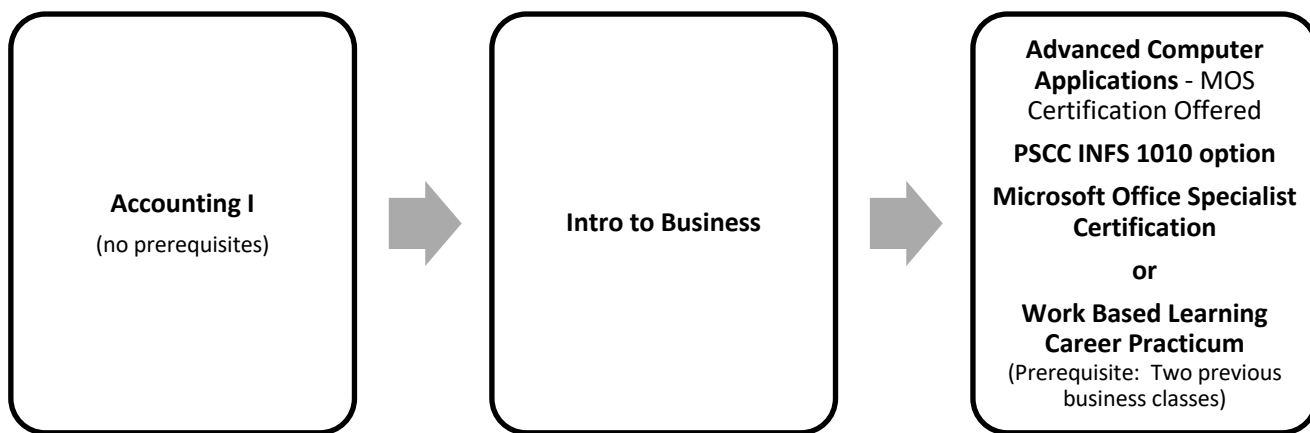 Accounting I
(no prerequisites)
Intro to Business
Advanced Computer
Applications - MOS
Certification Offered
PSCC INFS 1010 option
Microsoft Office Specialist
Certification
or
Work Based Learning
Career Practicum
(Prerequisite:  Two previous
business classes)